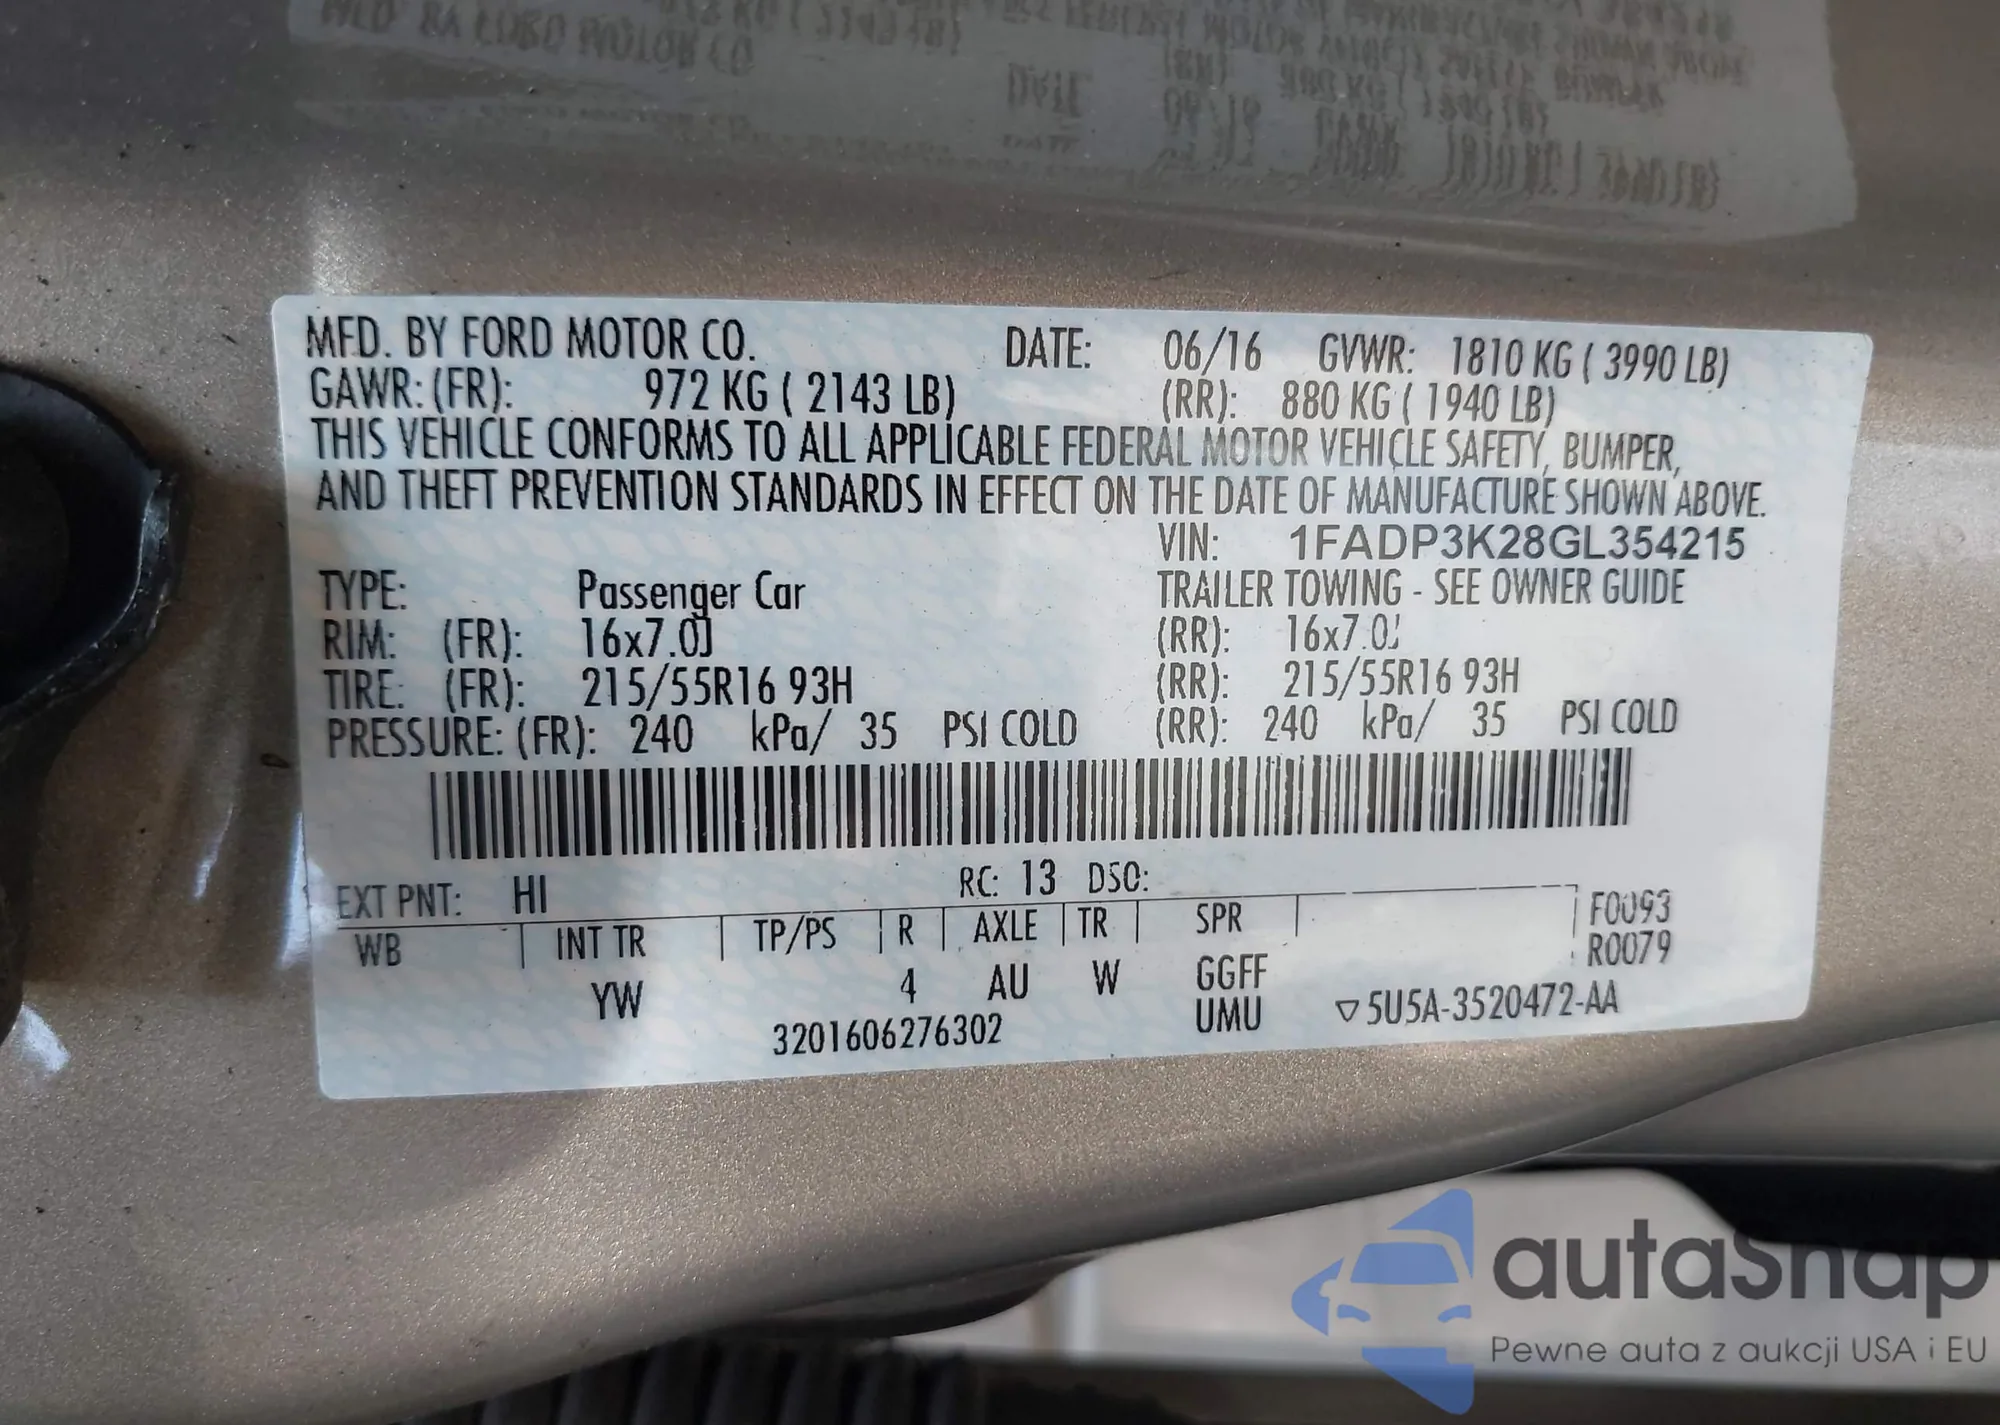 MFD. BY FORD MOTOR CO. DATE: 06/16 GVWR: 1810 KG ( 3990 LB)
GAWR: (FR): 972 KG ( 2143 LB) (RR): 880 KG ( 1940 LB)
THIS VEHICLE CONFORMS TO ALL APPLICABLE FEDERAL MOTOR VEHICLE SAFETY, BUMPER,
AND THEFT PREVENTION STANDARDS IN EFFECT ON THE DATE OF MANUFACTURE SHOWN ABOVE.
VIN: 1FADP3K28GL354215
TYPE: Passenger Car TRAILER TOWING - SEE OWNER GUIDE
RIM: (FR): 16x7.0J (RR): 16x7.0J
TIRE: (FR): 215/55R16 93H (RR): 215/55R16 93H
PRESSURE: (FR): 240 kPa/ 35 PSI COLD (RR): 240 kPa/ 35 PSI COLD
EXT PNT: HI RC: 13 DSO:
WB INT TR TP/PS R AXLE TR SPR F0093
R0079
YW 4 AU W GGFF
3201606276302 UMU ▽5U5A-3520472-AA
autoSnap
Pewne auta z aukcji USA i EU